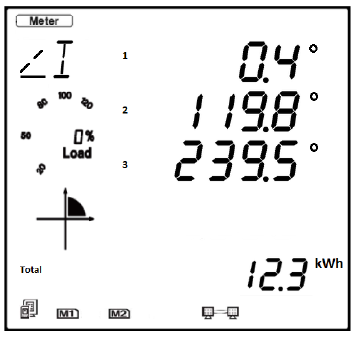 Meter
∠I 1 0.4°
80 100 120
2 119.8°
50 0%
Load
3 239.5°
Total 12.3 kWh
M1 M2